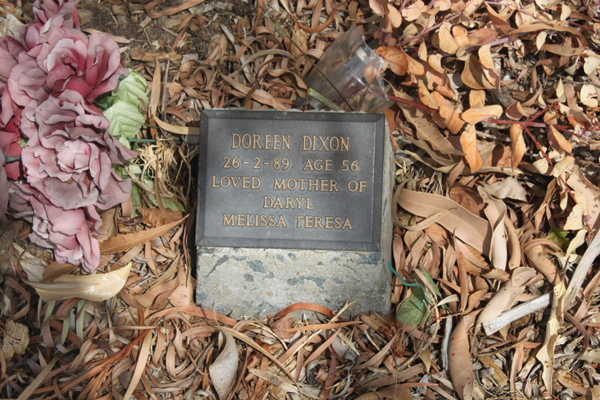 DOREEN DIXON
26-2-89 AGE 56
LOVED MOTHER OF
DARYL
MELISSA TERESA